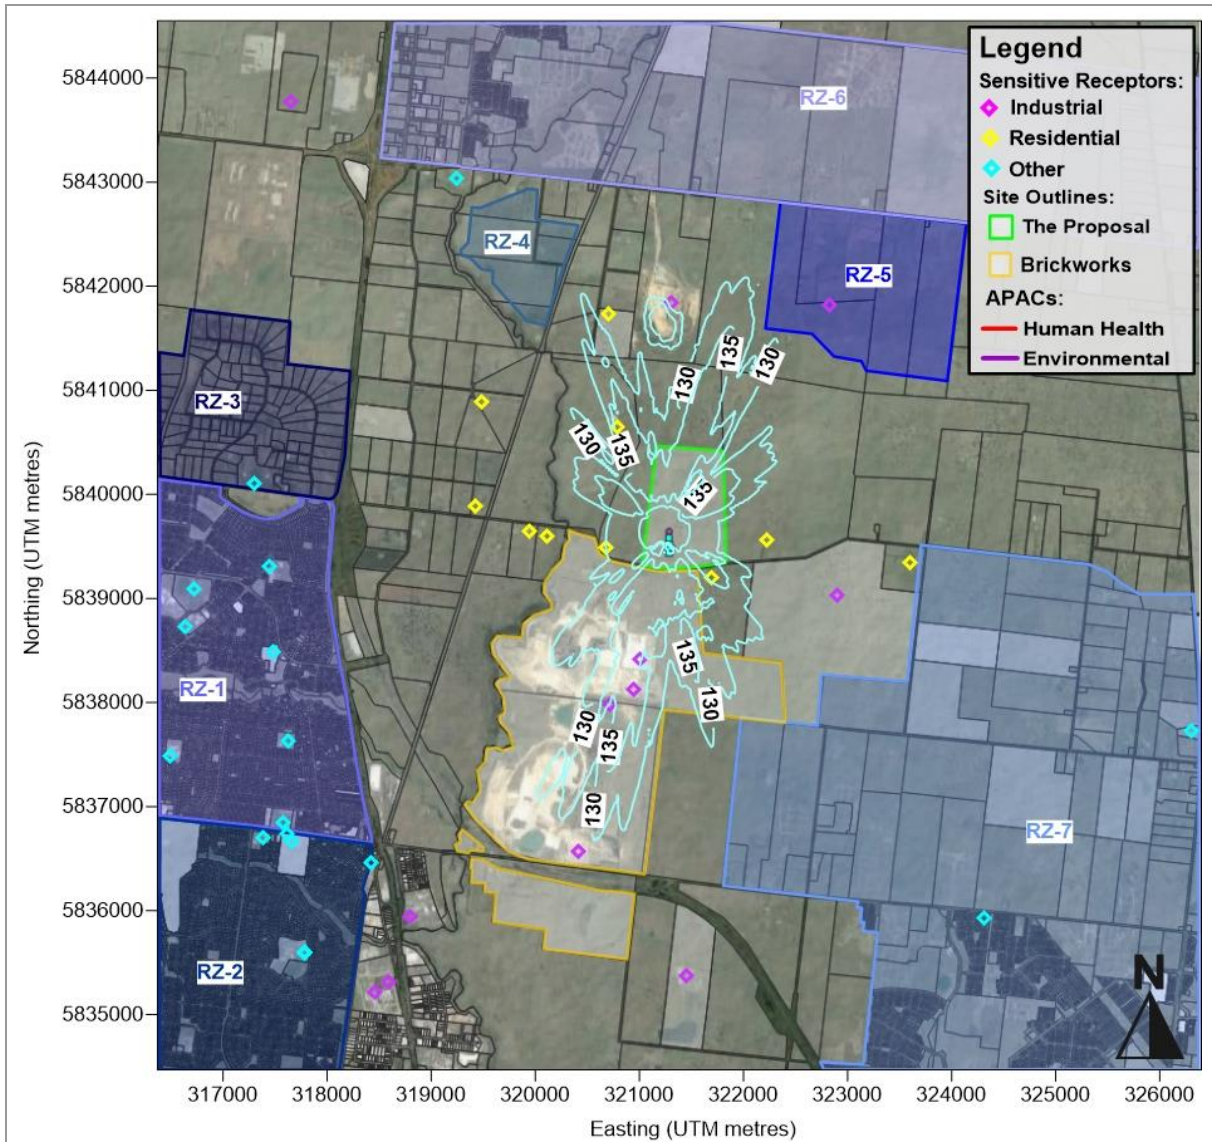 Legend
Sensitive Receptors:
Industrial
Residential
Other
Site Outlines:
The Proposal
Brickworks
APACs:
Human Health
Environmental
5844000
5843000
5842000
5841000
5840000
5839000
5838000
5837000
5836000
5835000
Northing (UTM metres)
RZ-6
RZ-4
RZ-5
RZ-3
135
130
130
130
135
135
RZ-1
135
130
130
135
130
RZ-7
RZ-2
N
317000 318000 319000 320000 321000 322000 323000 324000 325000 326000
Easting (UTM metres)